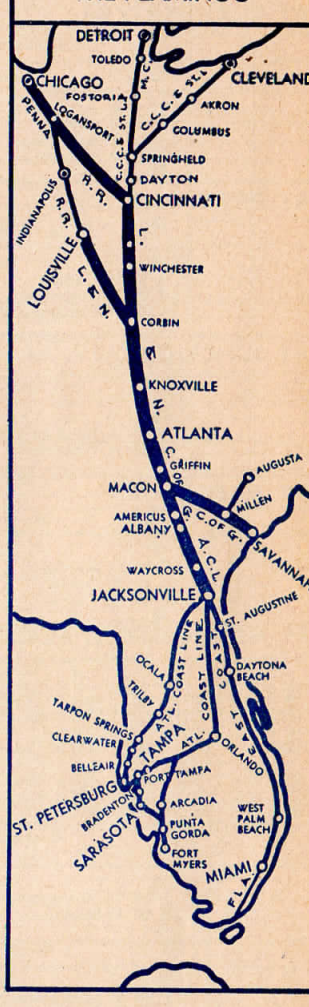 DETROIT
TOLEDO
M.C.
CHICAGO
CLEVELAND
FOSTORIA
C.C.C.& ST.L.
AKRON
C.C.C.& ST.L.
COLUMBUS
PENNA
LOGANSPORT
SPRINGFIELD
DAYTON
R.R.
CINCINNATI
INDIANAPOLIS
R.R.
L.
LOUISVILLE
WINCHESTER
L.& N.
CORBIN
&
KNOXVILLE
N.
ATLANTA
C. OF G.
GRIFFIN
AUGUSTA
MACON
MILLEN
AMERICUS
C. OF G.
ALBANY
SAVANNAH
A.C.L.
WAYCROSS
JACKSONVILLE
ST. AUGUSTINE
ATL. COAST LINE
COAST LINE
OCALA
DAYTONA
BEACH
TRILBY
TARPON SPRINGS
CLEARWATER
TAMPA
ATL.
ORLANDO
EAST COAST
BELLEAIR
PORT TAMPA
ST. PETERSBURG
BRADENTON
ARCADIA
SARASOTA
PUNTA
GORDA
WEST
PALM
BEACH
FORT
MYERS
MIAMI
FLA.